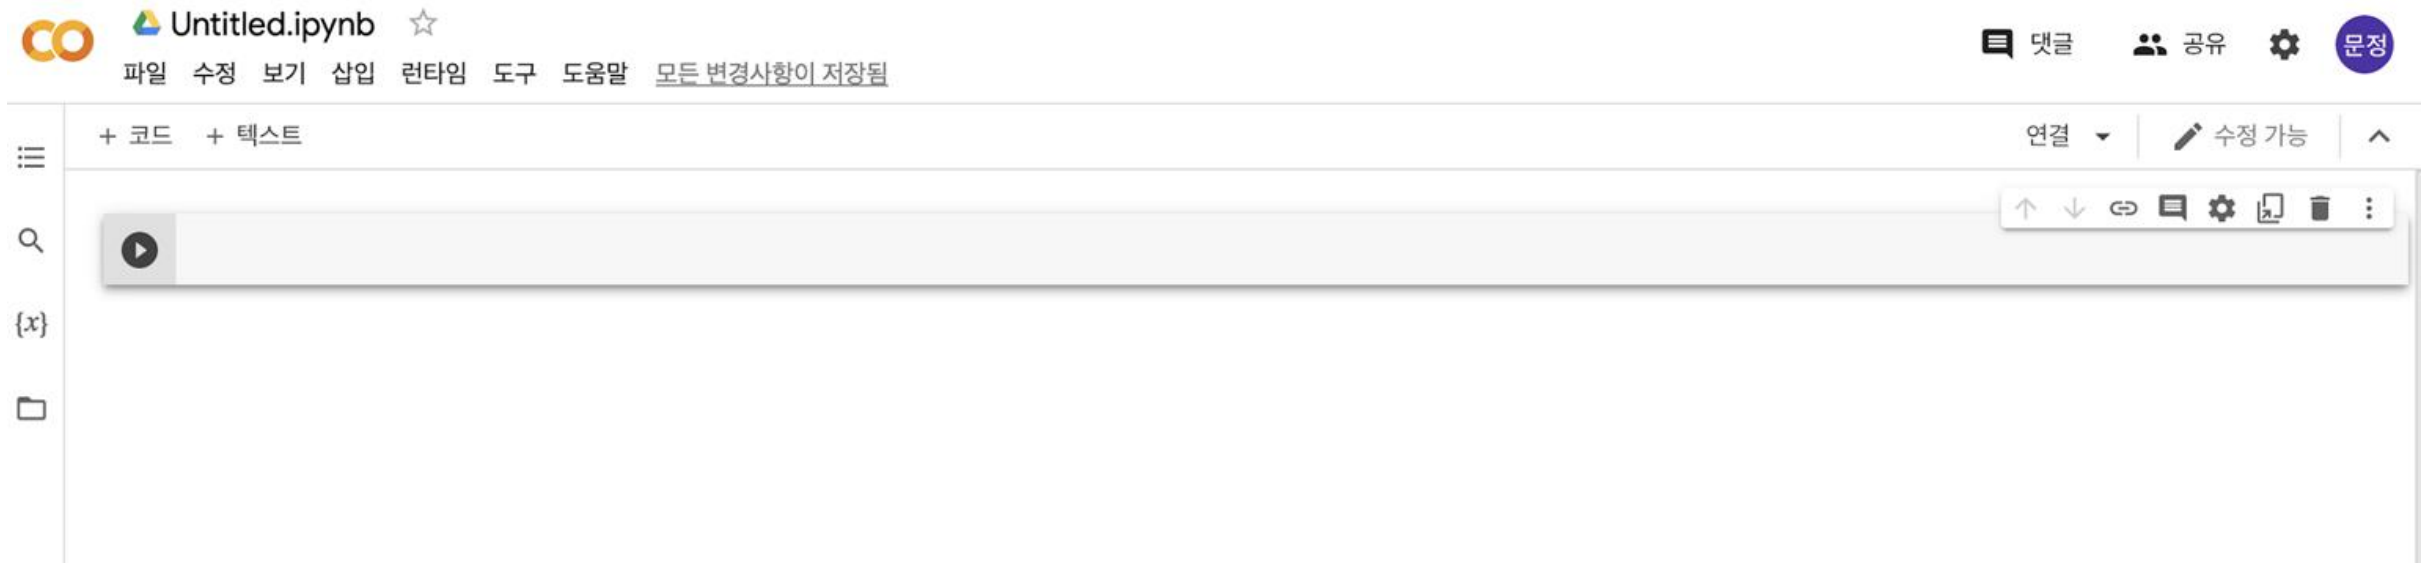 Untitled.ipynb
파일 수정 보기 삽입 런타임 도구 도움말 모든 변경사항이 저장됨
댓글 공유 문정
+ 코드 + 텍스트
연결 수정 가능
{x}